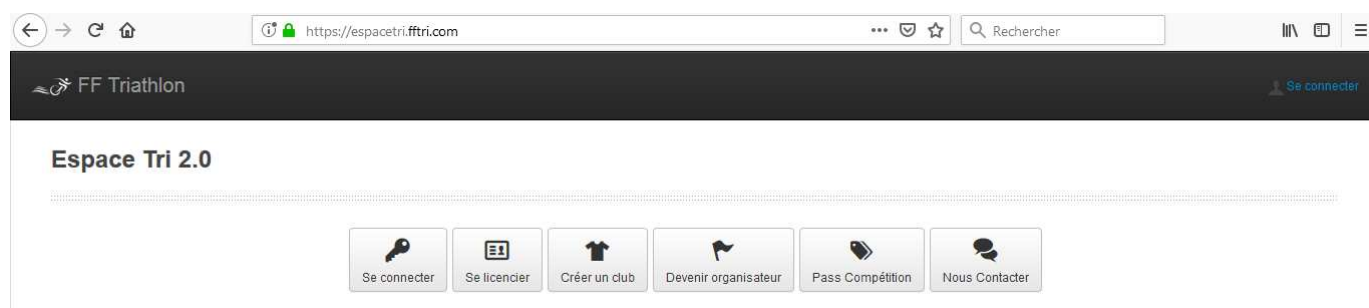 https://espacetri.fftri.com
Rechercher
FF Triathlon
Se connecter
Espace Tri 2.0
Se connecter
Se licencier
Créer un club
Devenir organisateur
Pass Compétition
Nous Contacter